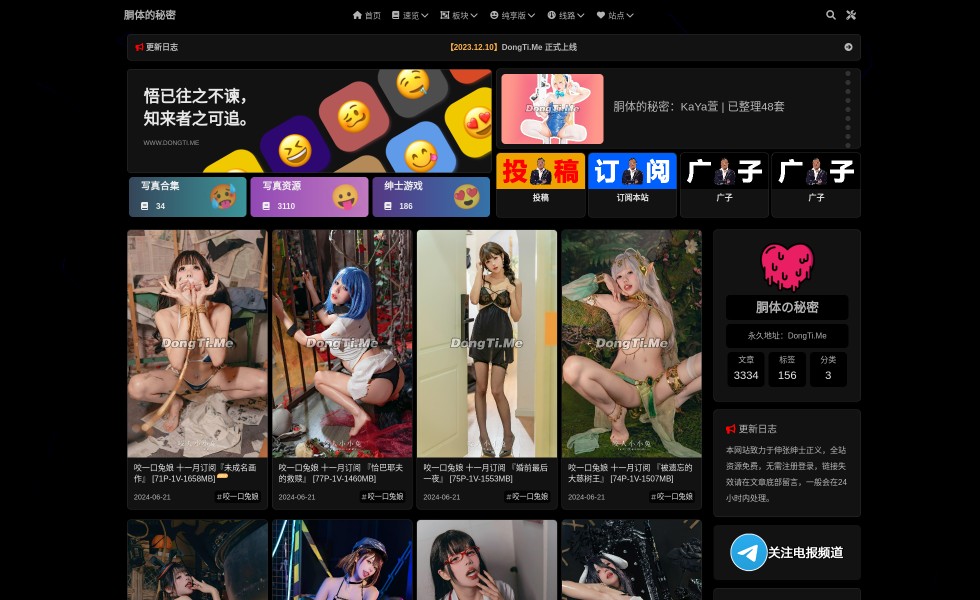 胴体的秘密
首页
速览
板块
纯享版
线路
站点
更新日志
【2023.12.10】DongTi.Me 正式上线
悟已往之不谏，
知来者之可追。
WWW.DONGTI.ME
DongTi.Me
胴体的秘密：KaYa萱 | 已整理48套
写真合集
34
写真资源
3110
绅士游戏
186
投 稿
投稿
订 阅
订阅本站
广 子
广子
广 子
广子
DongTi.Me
咬一口兔娘 十一月订阅『未成名画
作』 [71P-1V-1658MB]
2024-06-21
#咬一口兔娘
DongTi.Me
咬一口兔娘 十一月订阅 『恰巴耶夫
的救赎』 [77P-1V-1460MB]
2024-06-21
#咬一口兔娘
DongTi.Me
咬一口兔娘 十一月订阅 『婚前最后
一夜』 [75P-1V-1553MB]
2024-06-21
#咬一口兔娘
DongTi.Me
咬一口兔娘 十一月订阅 『被遗忘的
大慈树王』 [74P-1V-1507MB]
2024-06-21
#咬一口兔娘
胴体の秘密
永久地址：DongTi.Me
文章
3334
标签
156
分类
3
更新日志
本网站致力于伸张绅士正义，全站
资源免费，无需注册登录，链接失
效请在文章底部留言，一般会在24
小时内处理。
关注电报频道